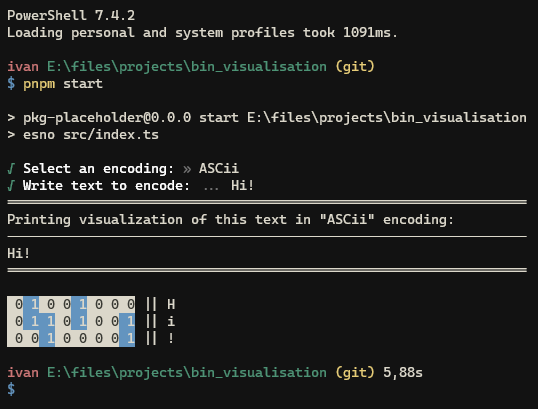 PowerShell 7.4.2
Loading personal and system profiles took 1091ms.
ivan E:\files\projects\bin_visualisation (git)
$ pnpm start
> pkg-placeholder@0.0.0 start E:\files\projects\bin_visualisation
> esno src/index.ts
√ Select an encoding: » ASCii
√ Write text to encode: ... Hi!
Printing visualization of this text in "ASCii" encoding:
Hi!
0 1 0 0 1 0 0 0 || H
0 1 1 0 1 0 0 1 || i
0 0 1 0 0 0 0 1 || !
ivan E:\files\projects\bin_visualisation (git) 5,88s
$